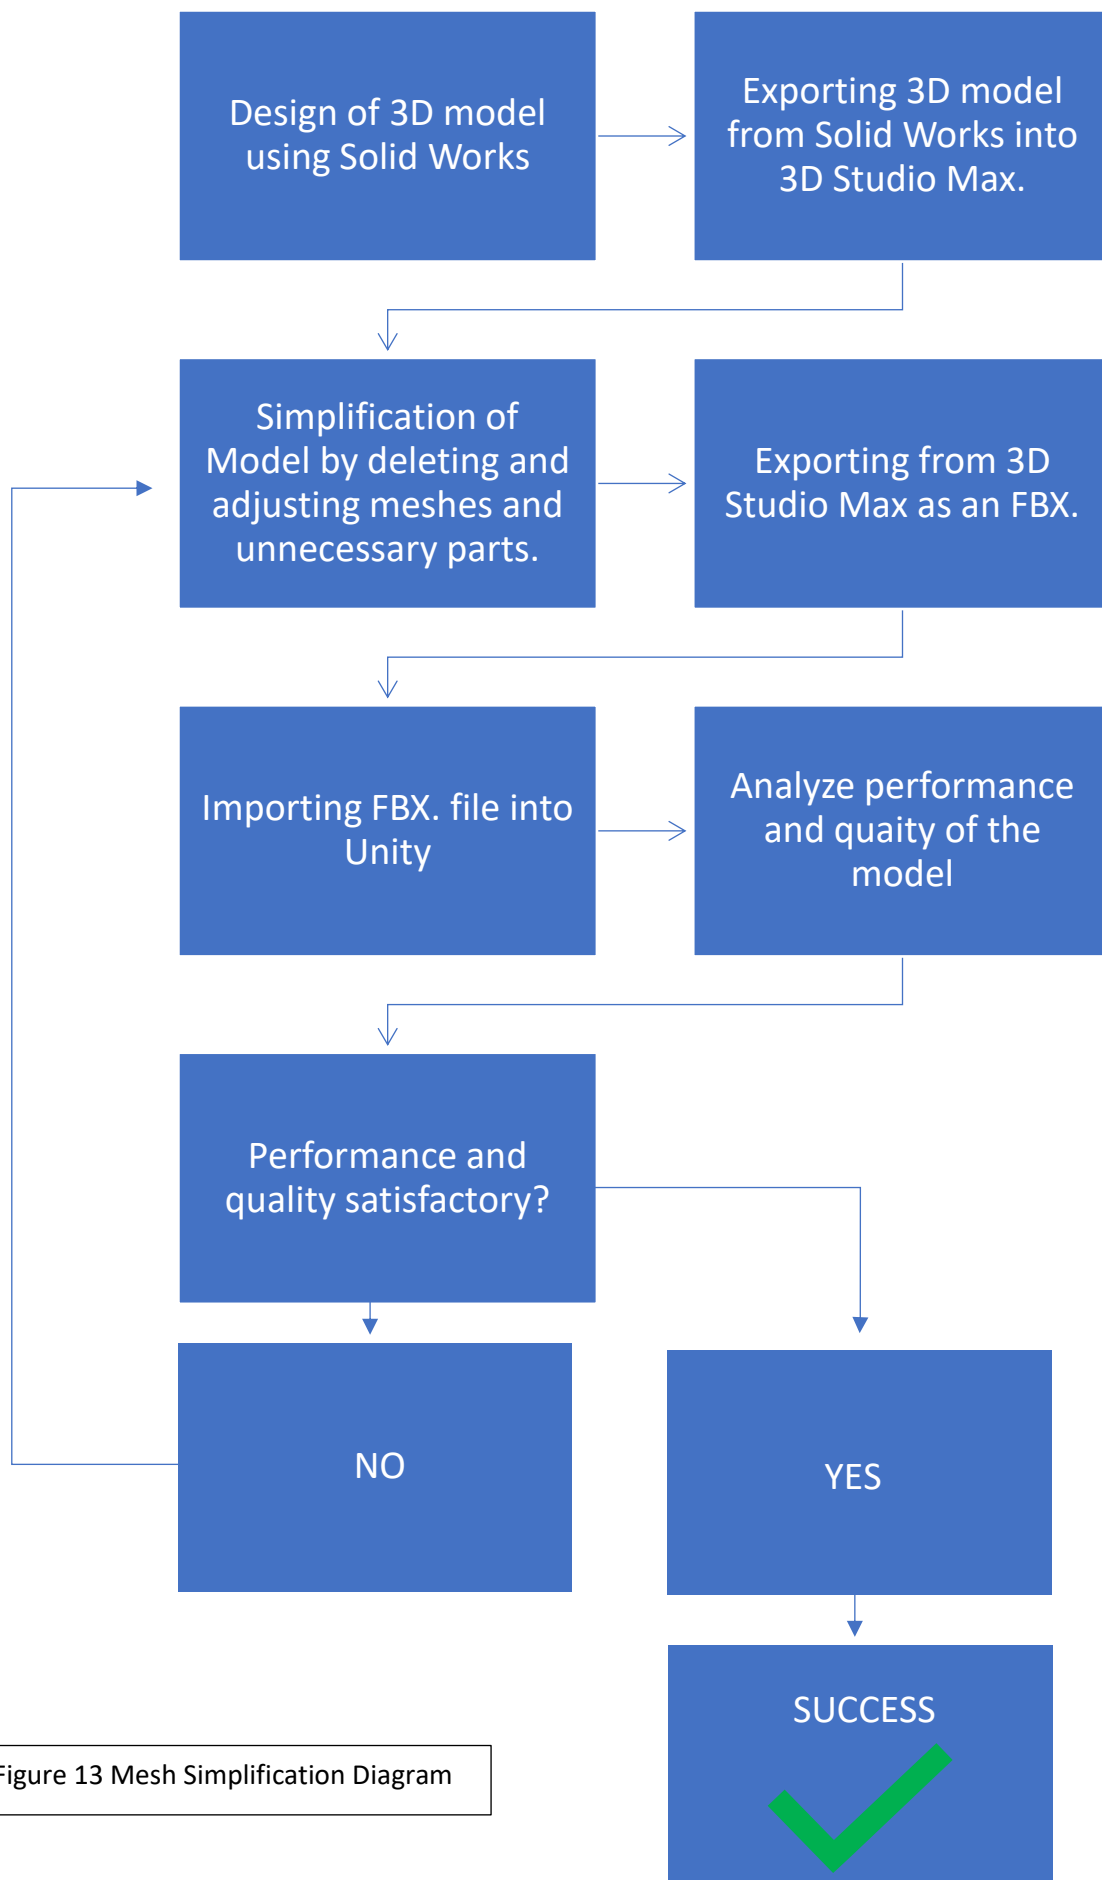 Design of 3D model
using Solid Works
Exporting 3D model
from Solid Works into
3D Studio Max.
Simplification of
Model by deleting and
adjusting meshes and
unnecessary parts.
Exporting from 3D
Studio Max as an FBX.
Importing FBX. file into
Unity
Analyze performance
and quaity of the
model
Performance and
quality satisfactory?
NO
YES
SUCCESS
Figure 13 Mesh Simplification Diagram